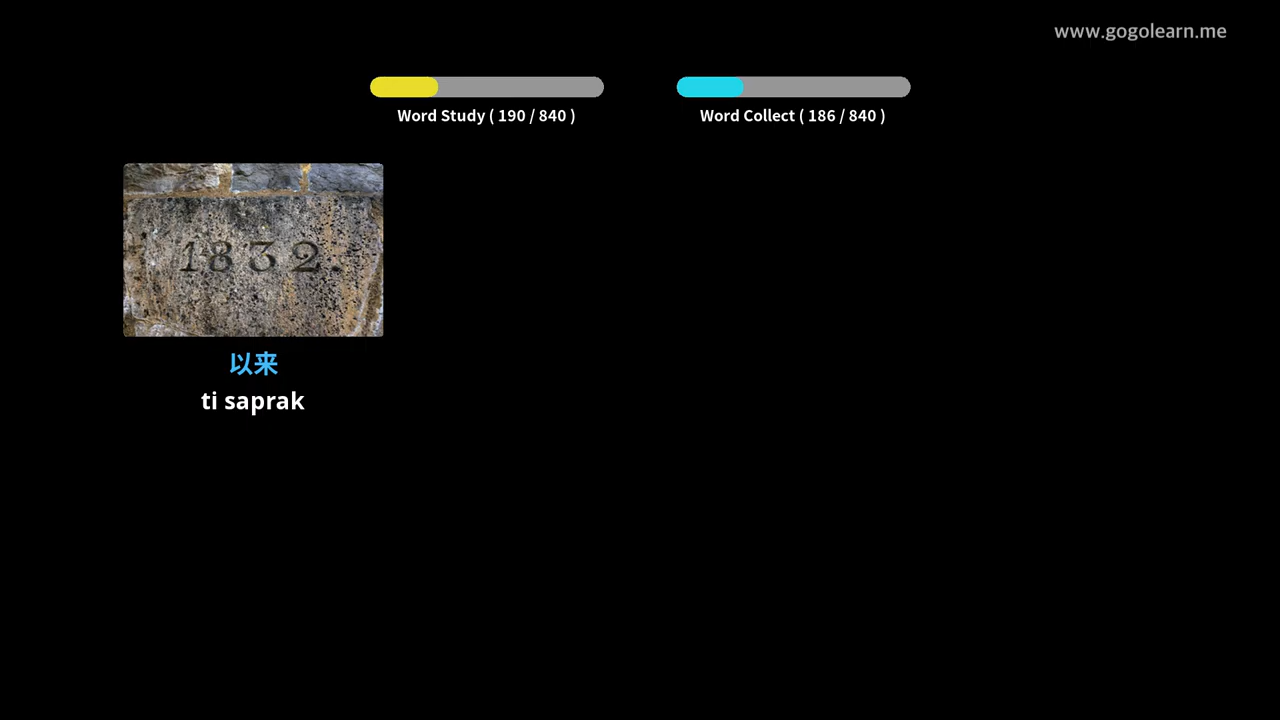 www.gogolearn.me
Word Study ( 190 / 840 )
Word Collect ( 186 / 840 )
1832.
以来
ti saprak